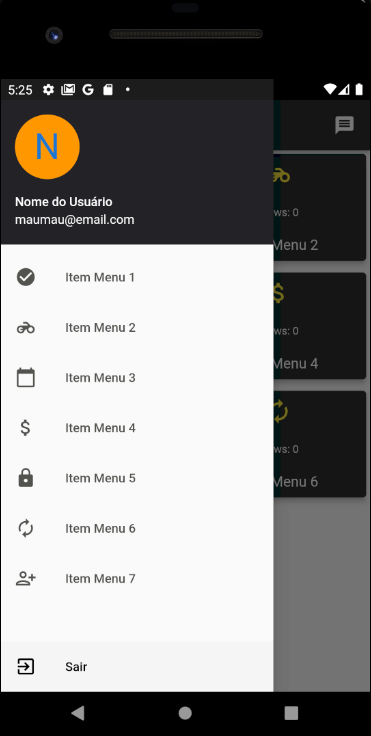 5:25
N
Nome do Usuário
maumau@email.com
Item Menu 1
Item Menu 2
Item Menu 3
Item Menu 4
Item Menu 5
Item Menu 6
Item Menu 7
Sair
ws: 0
Menu 2
ws: 0
Menu 4
ws: 0
Menu 6